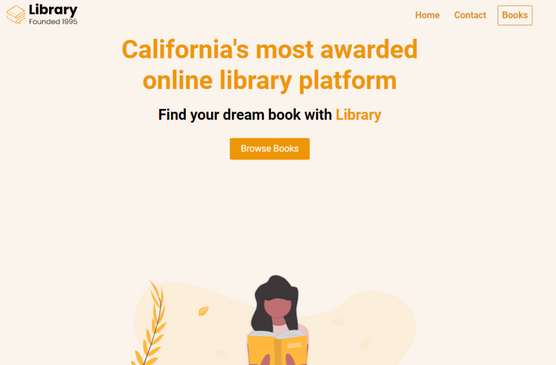 Library
Founded 1995
Home Contact Books
California's most awarded
online library platform
Find your dream book with Library
Browse Books